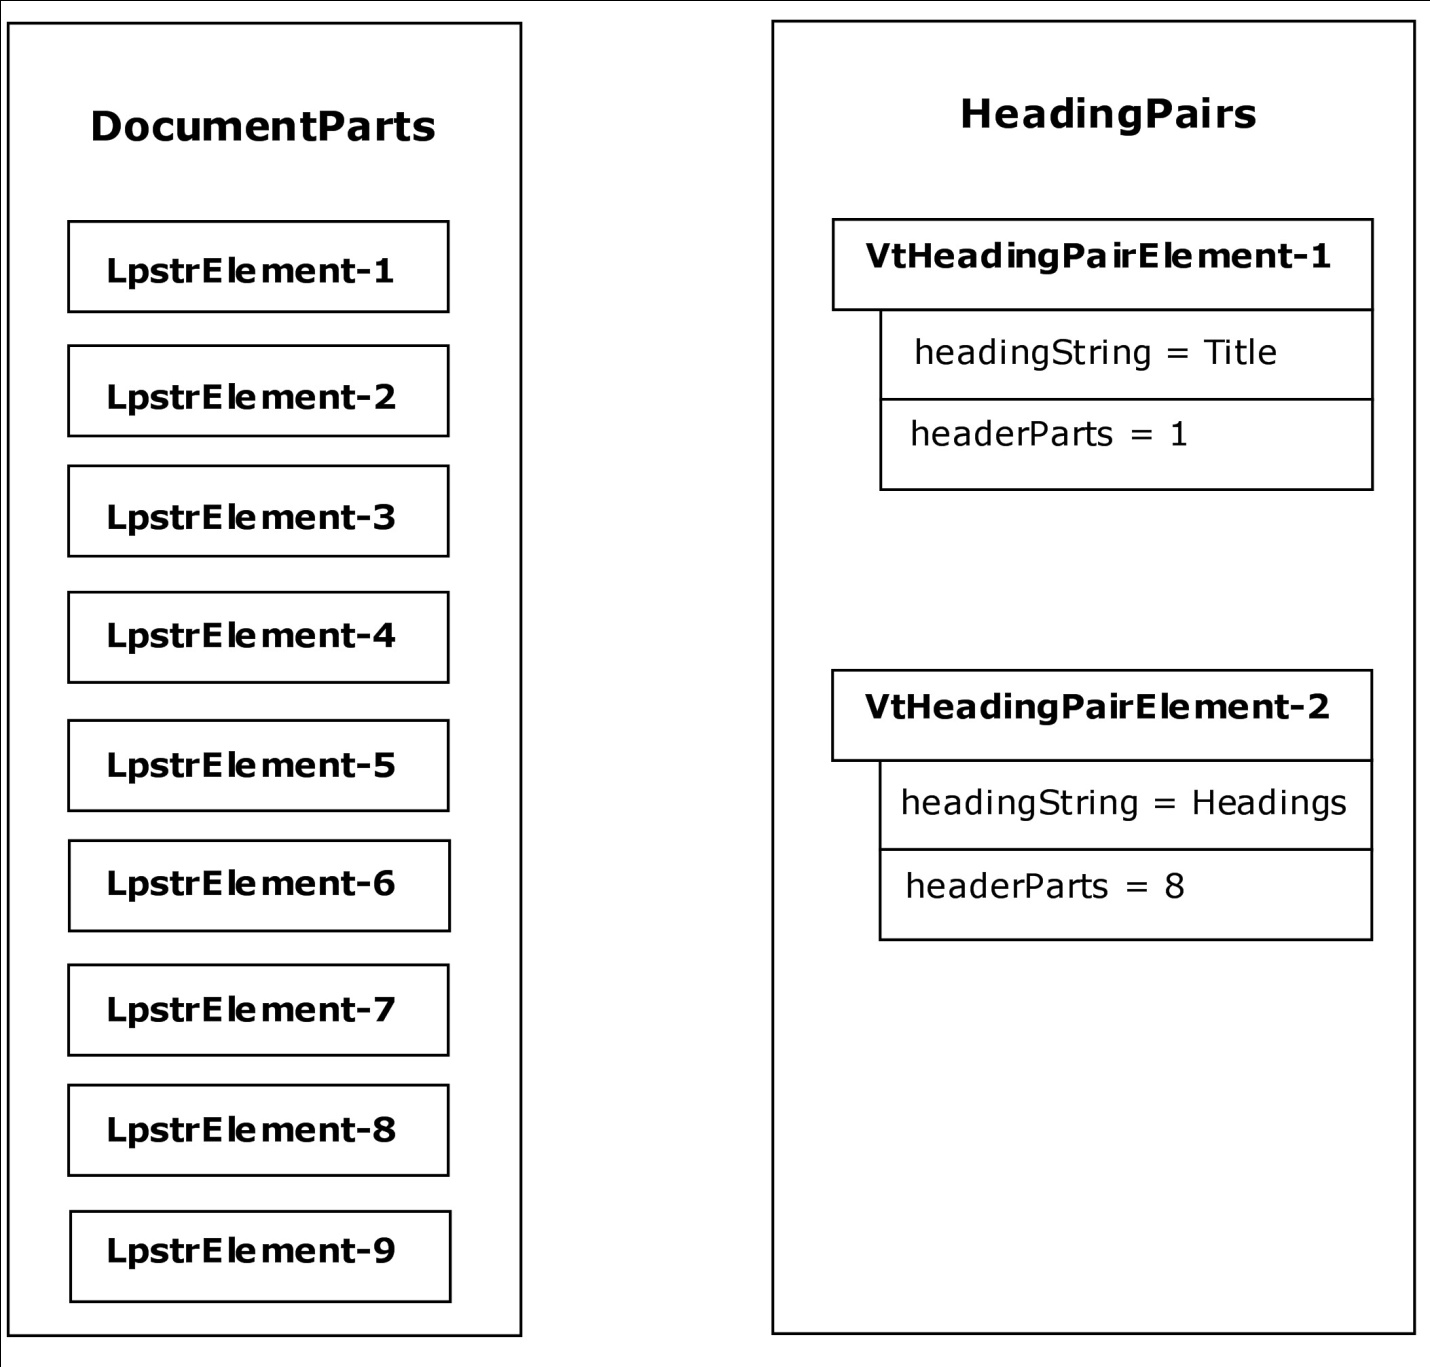 DocumentParts
LpstrElement-1
LpstrElement-2
LpstrElement-3
LpstrElement-4
LpstrElement-5
LpstrElement-6
LpstrElement-7
LpstrElement-8
LpstrElement-9
HeadingPairs
VtHeadingPairElement-1
headingString = Title
headerParts = 1
VtHeadingPairElement-2
headingString = Headings
headerParts = 8